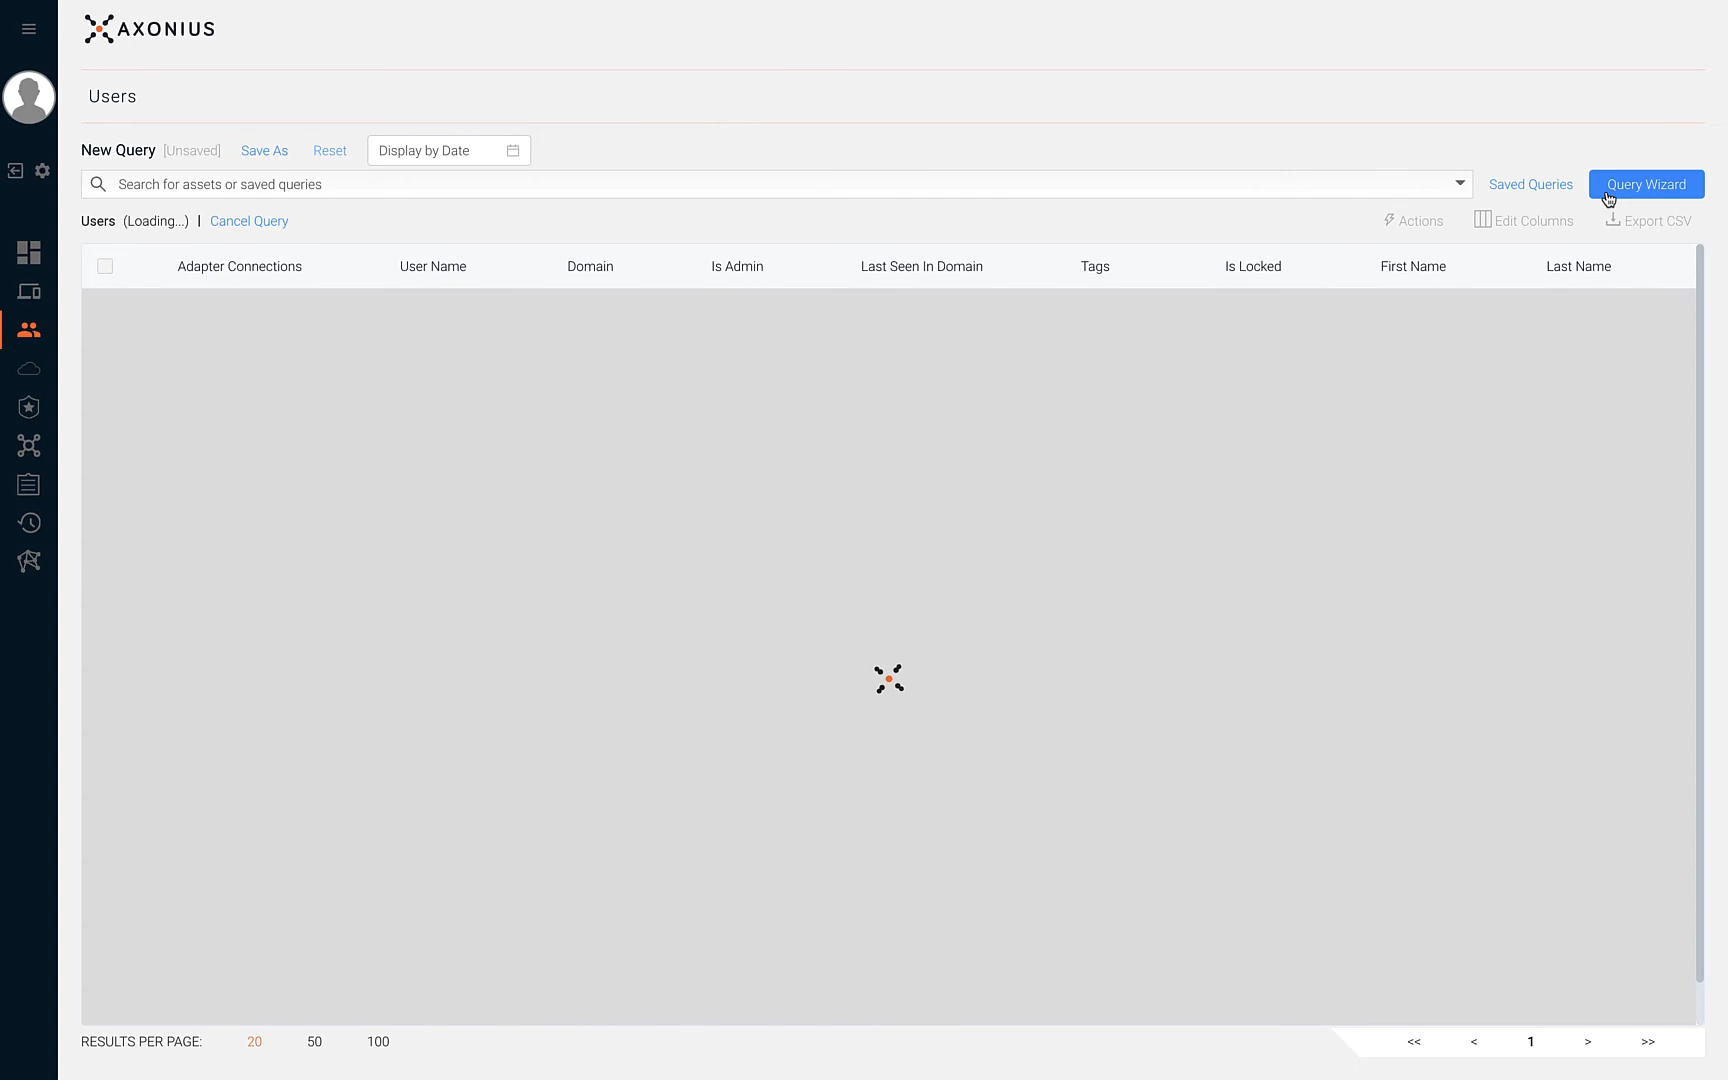 AXONIUS
Users
New Query [Unsaved] Save As Reset Display by Date
Search for assets or saved queries Saved Queries Query Wizard
Users (Loading...) | Cancel Query Actions Edit Columns Export CSV
Adapter Connections User Name Domain Is Admin Last Seen In Domain Tags Is Locked First Name Last Name
RESULTS PER PAGE: 20 50 100 << < 1 > >>